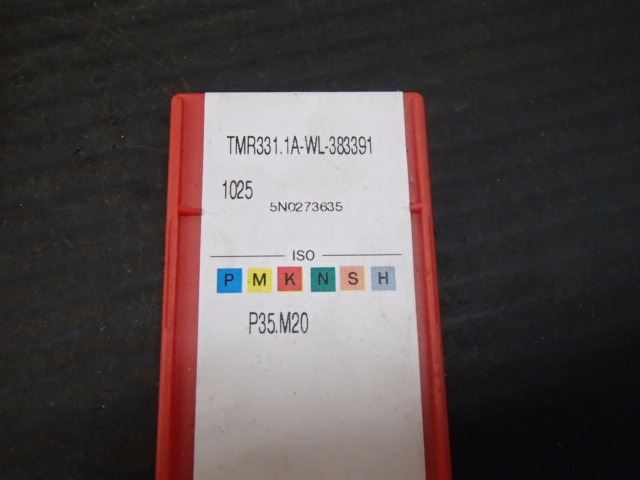 TMR331.1A-WL-383391
1025
5N0273635
ISO
P M K N S H
P35.M20